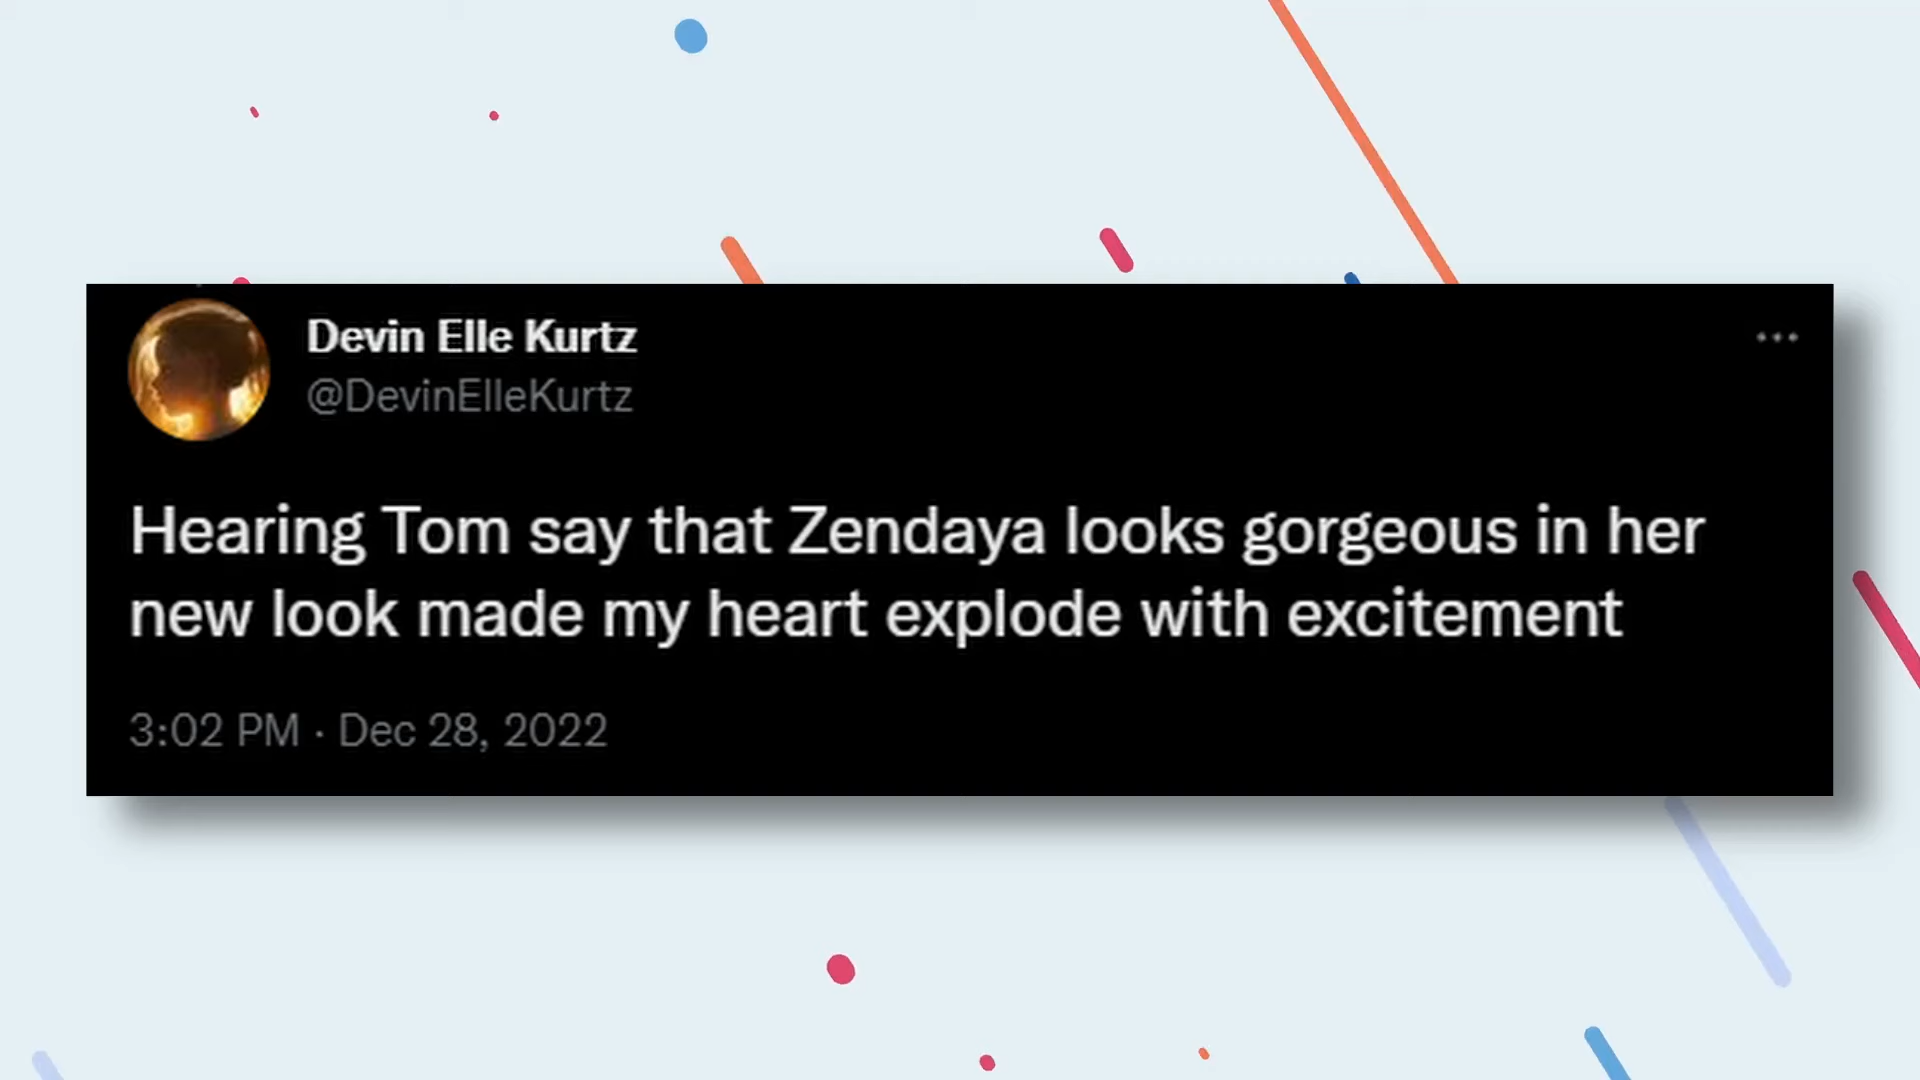 Devin Elle Kurtz
@DevinElleKurtz
Hearing Tom say that Zendaya looks gorgeous in her
new look made my heart explode with excitement
3:02 PM · Dec 28, 2022